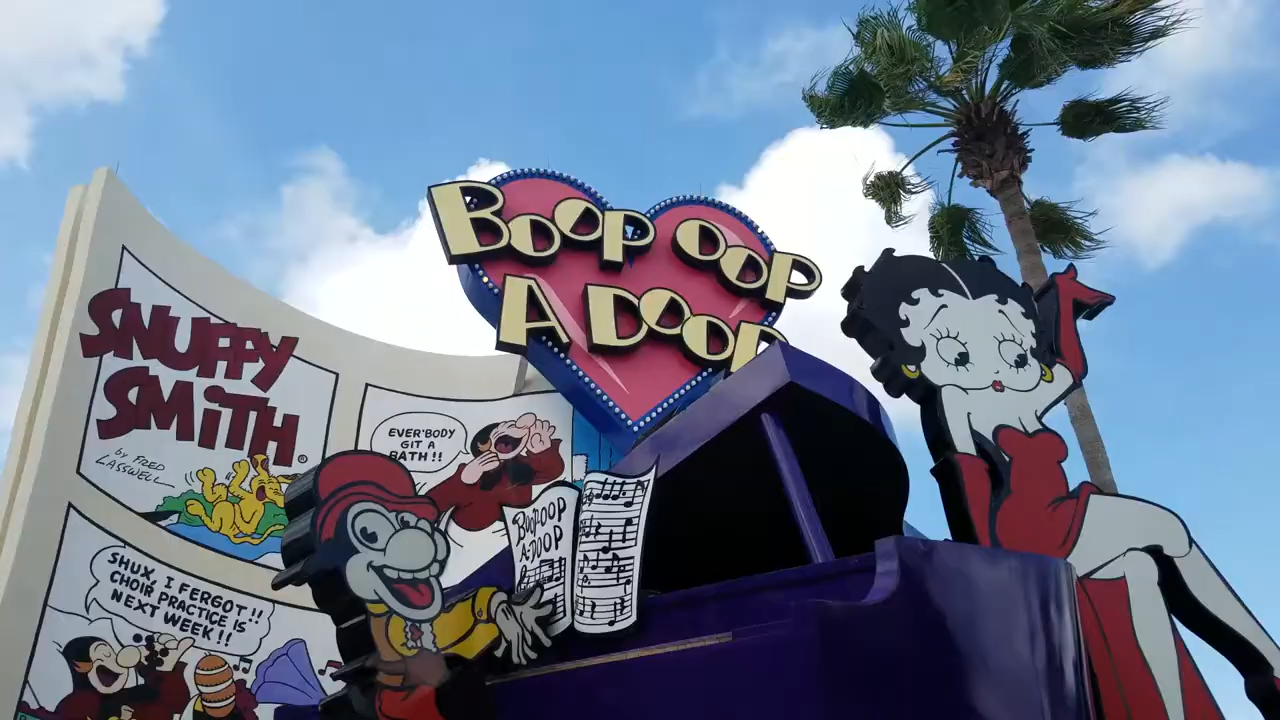 BOOP OOP
A DOOP
SNUFFY
SMITH®
by FRED
LASSWELL
EVER'BODY
GIT A
BATH!!
BOOP-OOP
A-DOOP
SHUX, I FERGOT!!
CHOIR PRACTICE IS
NEXT WEEK!!